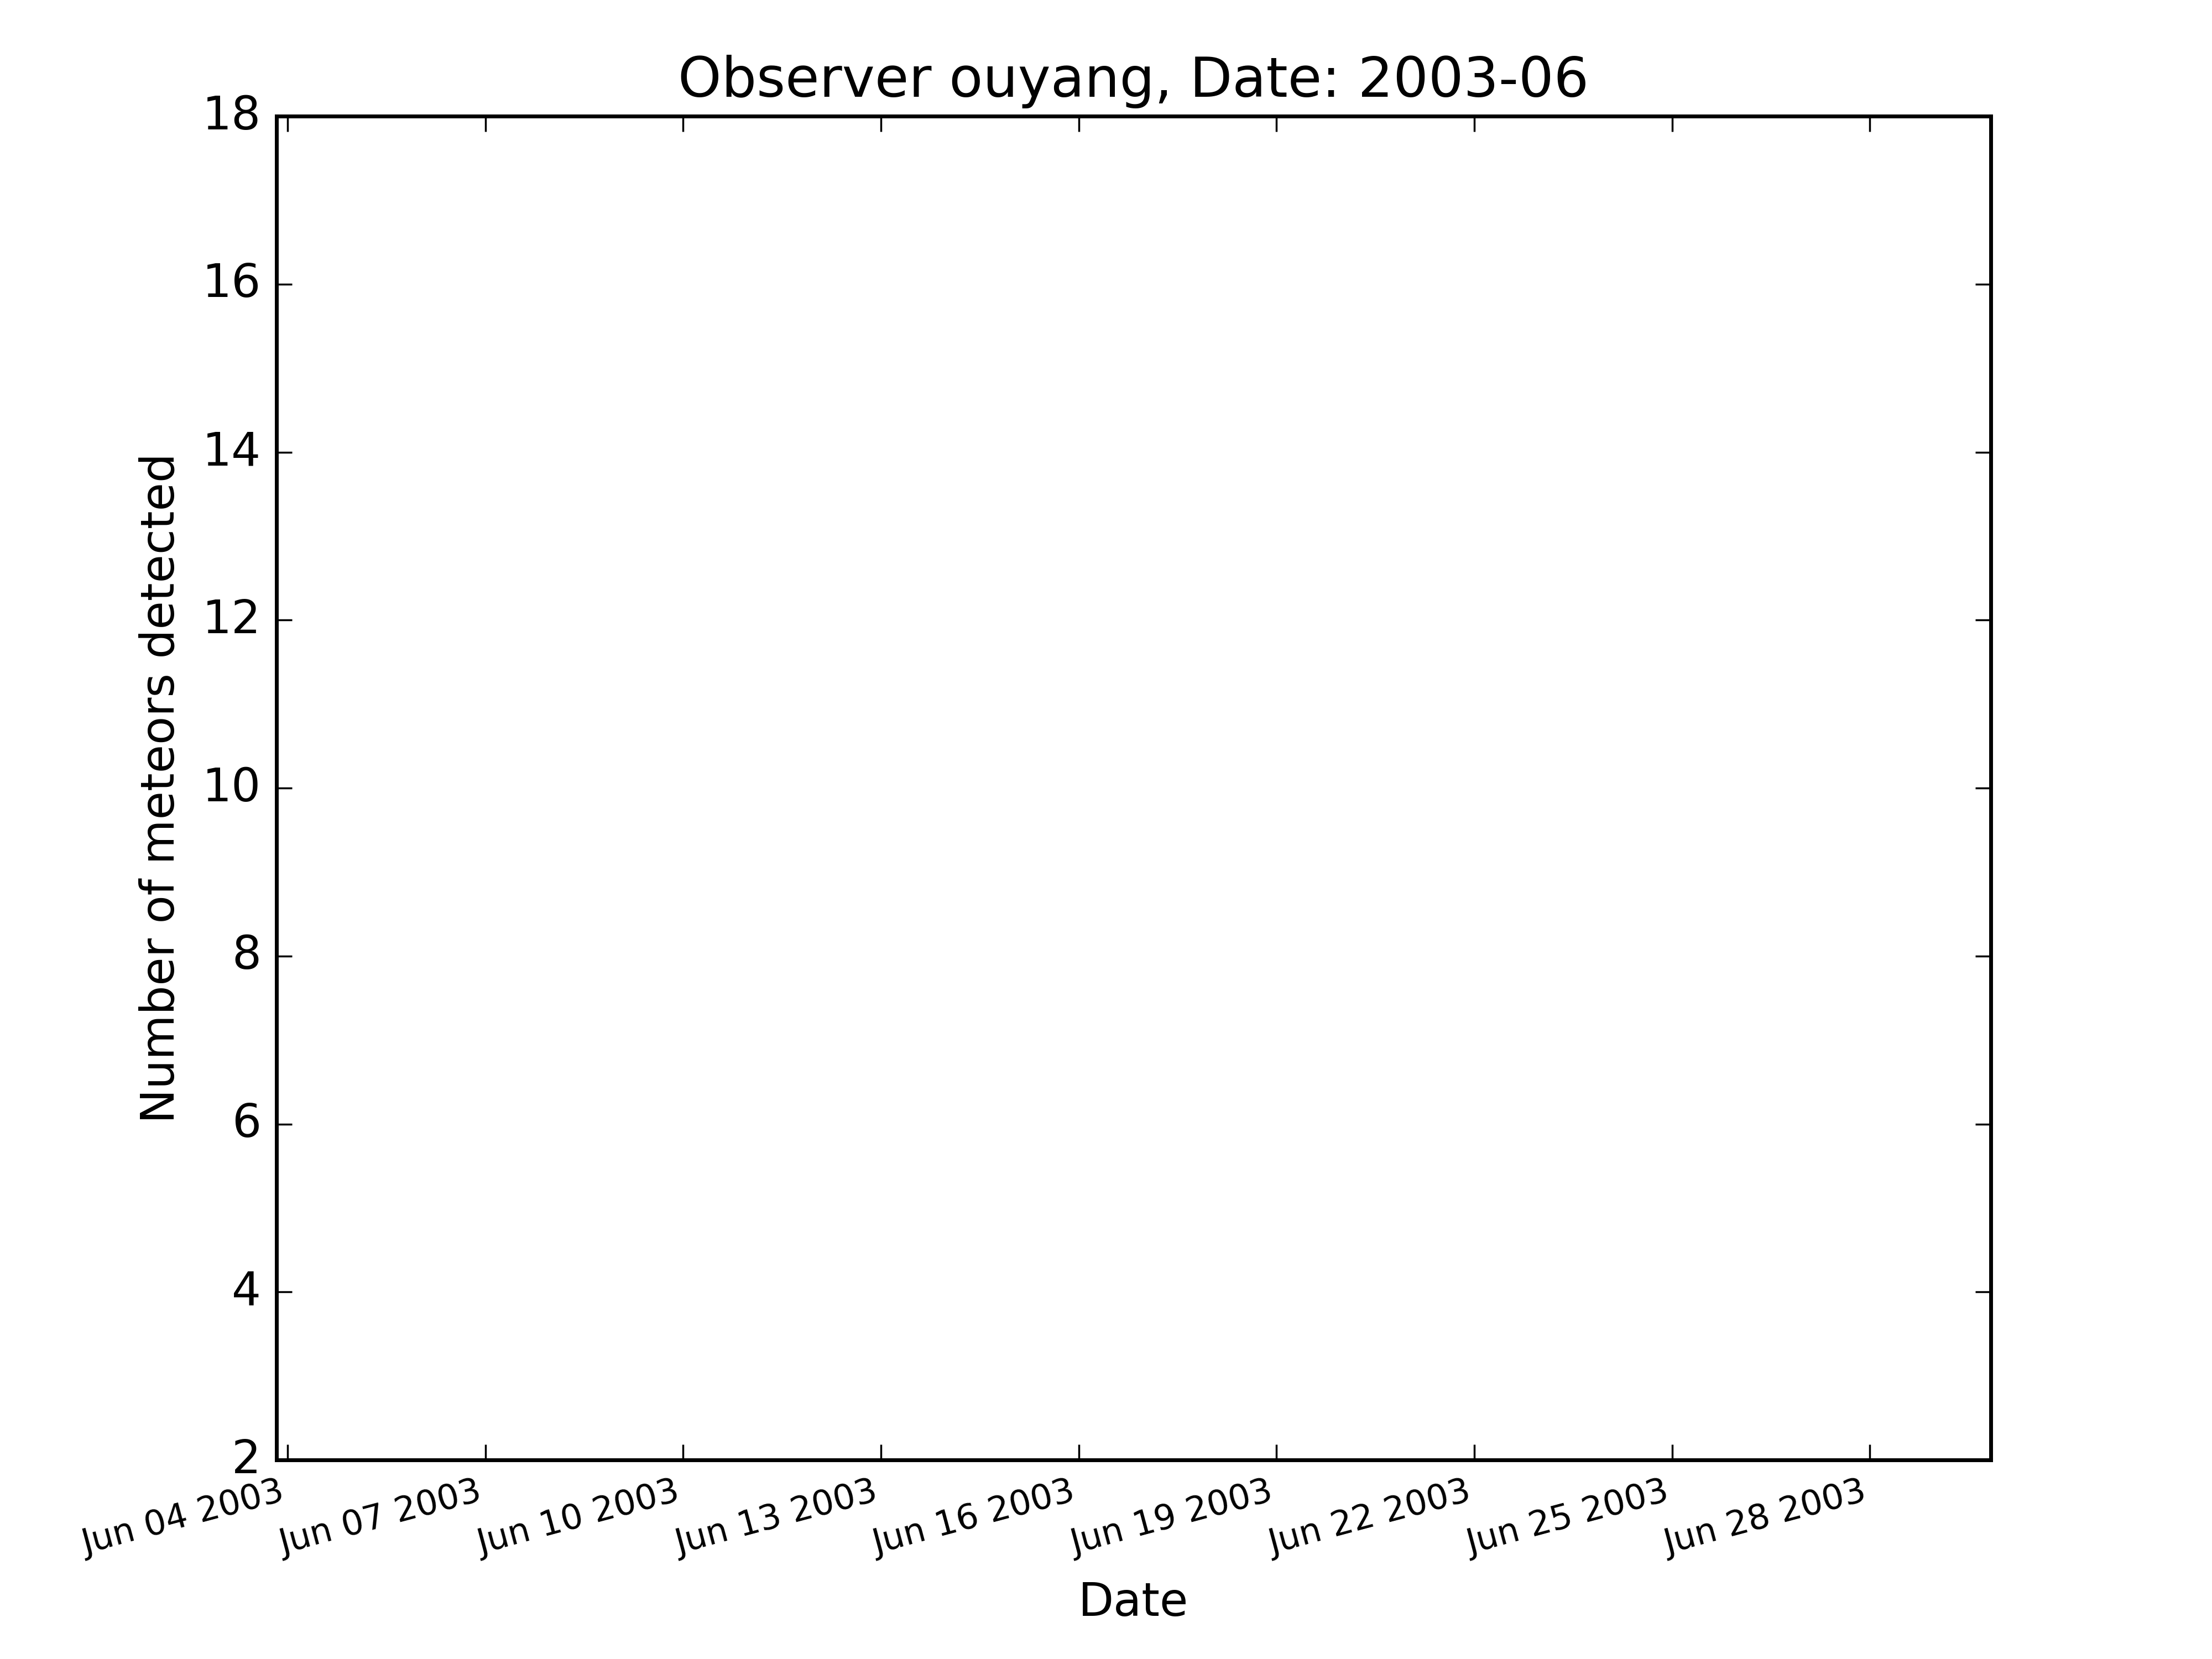 Observer ouyang, Date: 2003-06
18
16
14
12
10
8
6
4
2
Number of meteors detected
Jun 04 2003
Jun 07 2003
Jun 10 2003
Jun 13 2003
Jun 16 2003
Jun 19 2003
Jun 22 2003
Jun 25 2003
Jun 28 2003
Date